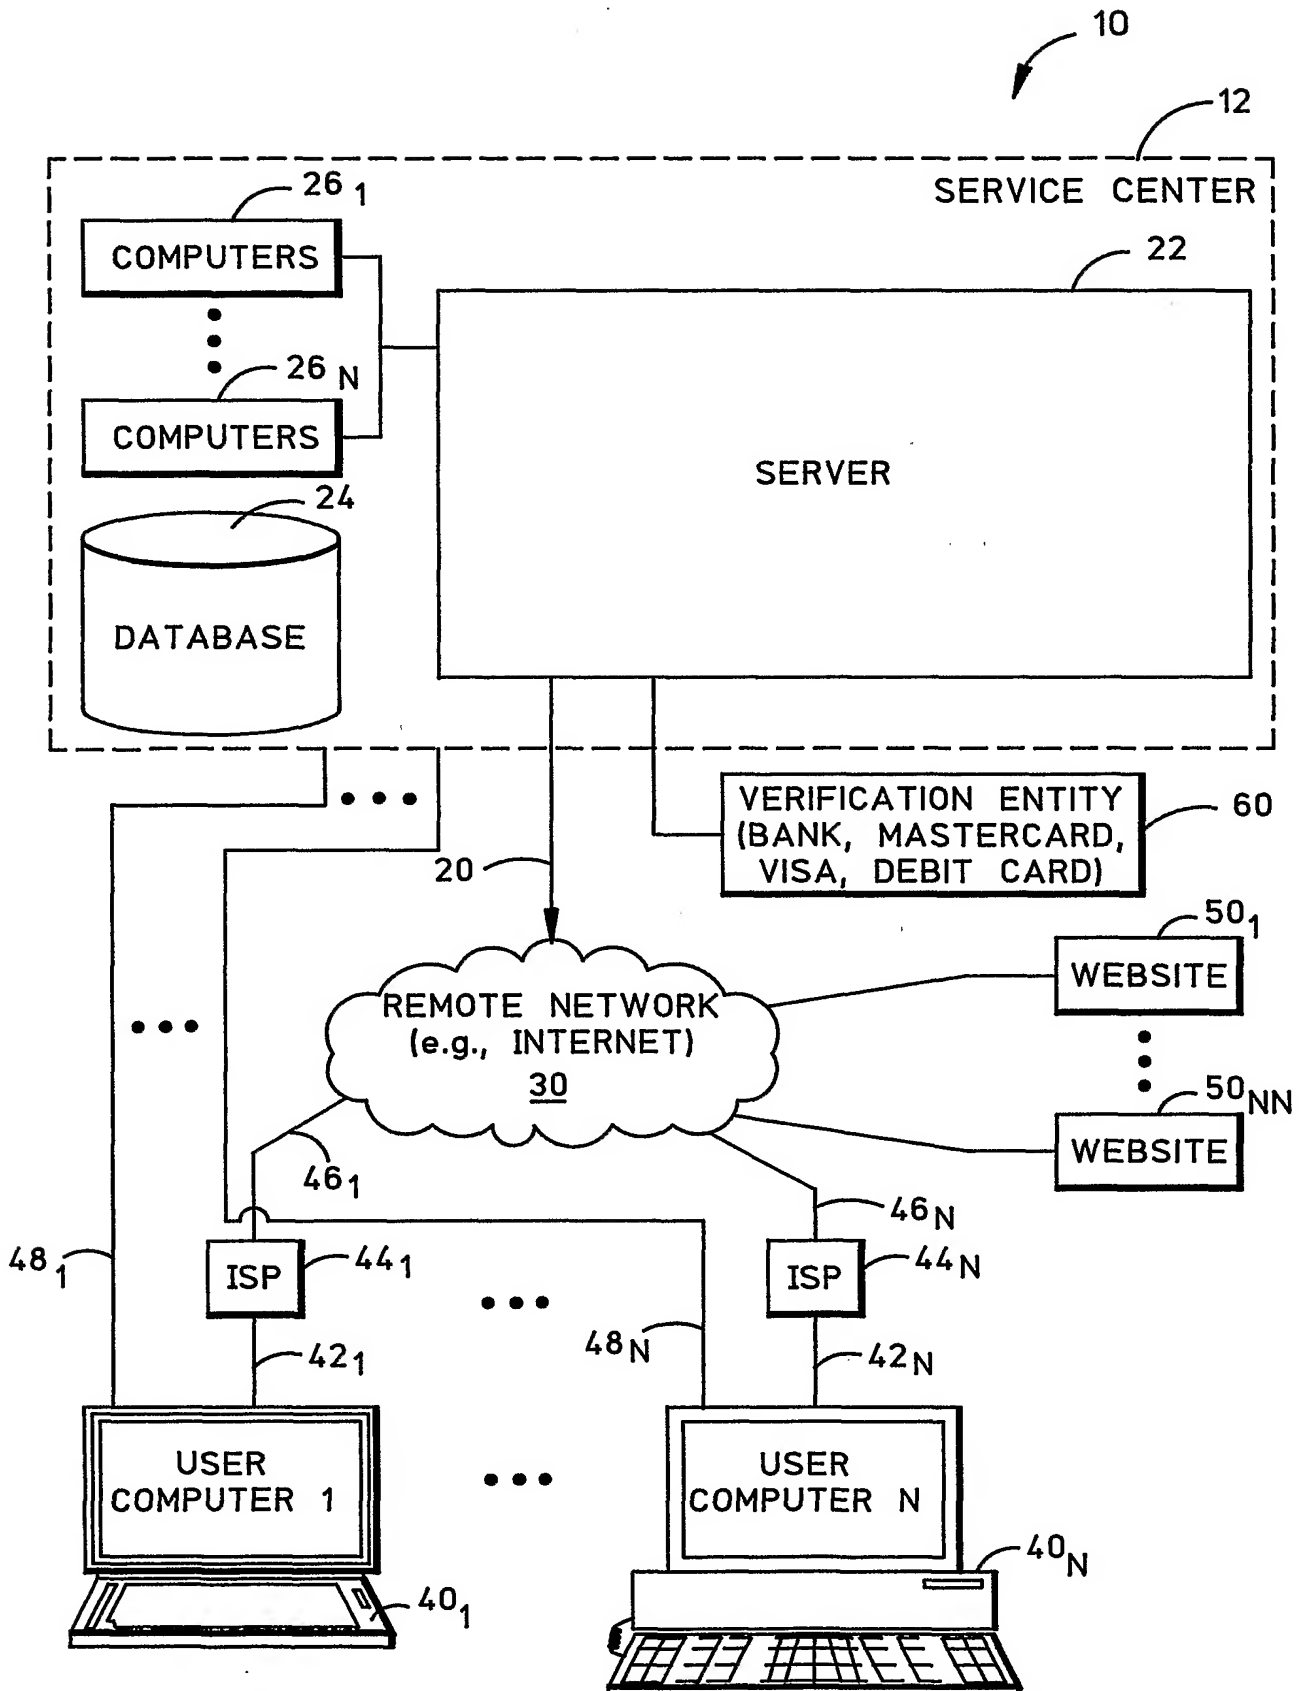 10
12
SERVICE CENTER
26 1
COMPUTERS
22
26 N
COMPUTERS
SERVER
24
DATABASE
VERIFICATION ENTITY
(BANK, MASTERCARD,
VISA, DEBIT CARD)
60
20
50 1
WEBSITE
REMOTE NETWORK
(e.g., INTERNET)
30
50 NN
WEBSITE
46 1
46 N
48 1
ISP
44 1
ISP
44 N
48 N
42 1
42 N
USER
COMPUTER 1
USER
COMPUTER N
40 N
40 1